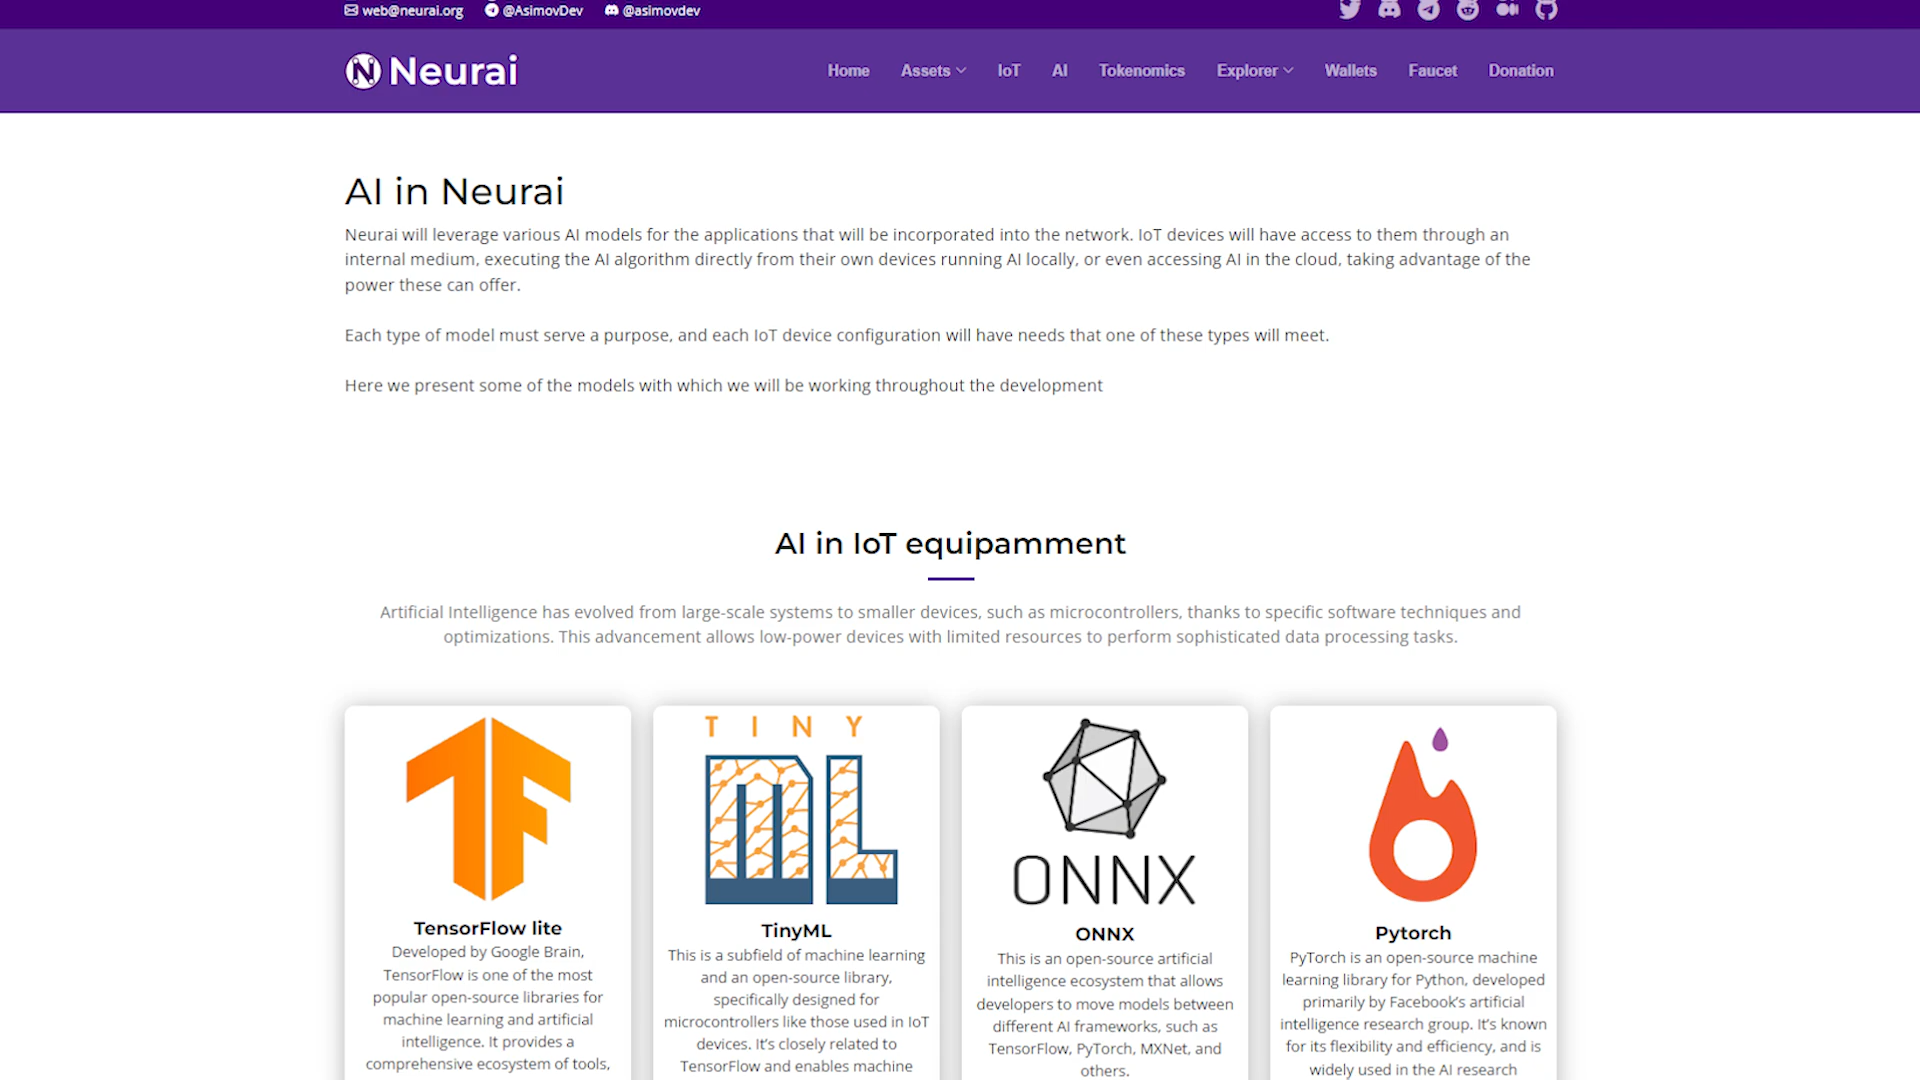 web@neurai.org @AsimovDev @asimovdev
Neurai
Home Assets IoT AI Tokenomics Explorer Wallets Faucet Donation
AI in Neurai
Neurai will leverage various AI models for the applications that will be incorporated into the network. IoT devices will have access to them through an
internal medium, executing the AI algorithm directly from their own devices running AI locally, or even accessing AI in the cloud, taking advantage of the
power these can offer.
Each type of model must serve a purpose, and each IoT device configuration will have needs that one of these types will meet.
Here we present some of the models with which we will be working throughout the development
AI in IoT equipamment
Artificial Intelligence has evolved from large-scale systems to smaller devices, such as microcontrollers, thanks to specific software techniques and
optimizations. This advancement allows low-power devices with limited resources to perform sophisticated data processing tasks.
TensorFlow lite
Developed by Google Brain,
TensorFlow is one of the most
popular open-source libraries for
machine learning and artificial
intelligence. It provides a
comprehensive ecosystem of tools,
TINY
ML
TinyML
This is a subfield of machine learning
and an open-source library,
specifically designed for
microcontrollers like those used in IoT
devices. It's closely related to
TensorFlow and enables machine
ONNX
ONNX
This is an open-source artificial
intelligence ecosystem that allows
developers to move models between
different AI frameworks, such as
TensorFlow, PyTorch, MXNet, and
others.
Pytorch
PyTorch is an open-source machine
learning library for Python, developed
primarily by Facebook's artificial
intelligence research group. It's known
for its flexibility and efficiency, and is
widely used in the AI research